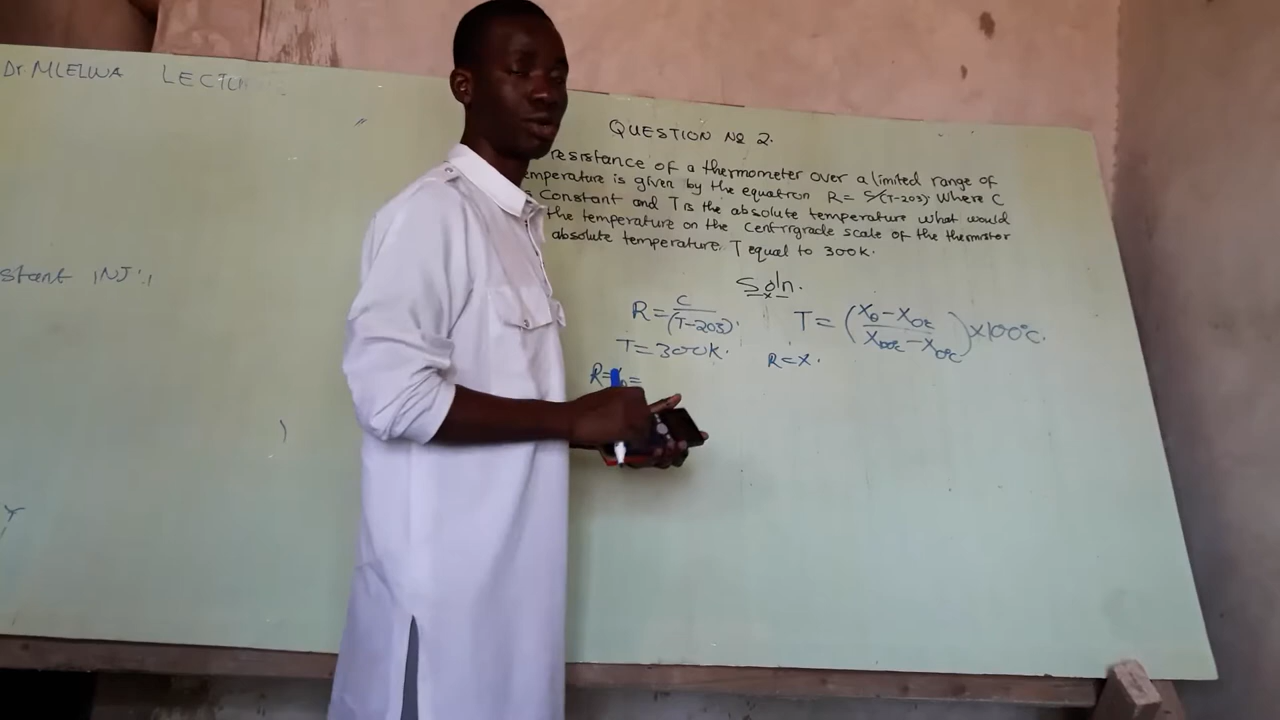 Dr. MLELWA LECTU
QUESTION NO 2.
resistance of a thermometer over a limited range of
emperature is given by the equation R = C/(T-203) Where C
Constant and T is the absolute temperature what would
the temperature on the Centrigrade scale of the thermistor
absolute temperature. T equal to 300K.
Soln.
R = C/(T-203).
T = (Xθ - X0°C / X100°C - X0°C) × 100°C.
T = 300K.
R = X.
R =
stant INJ